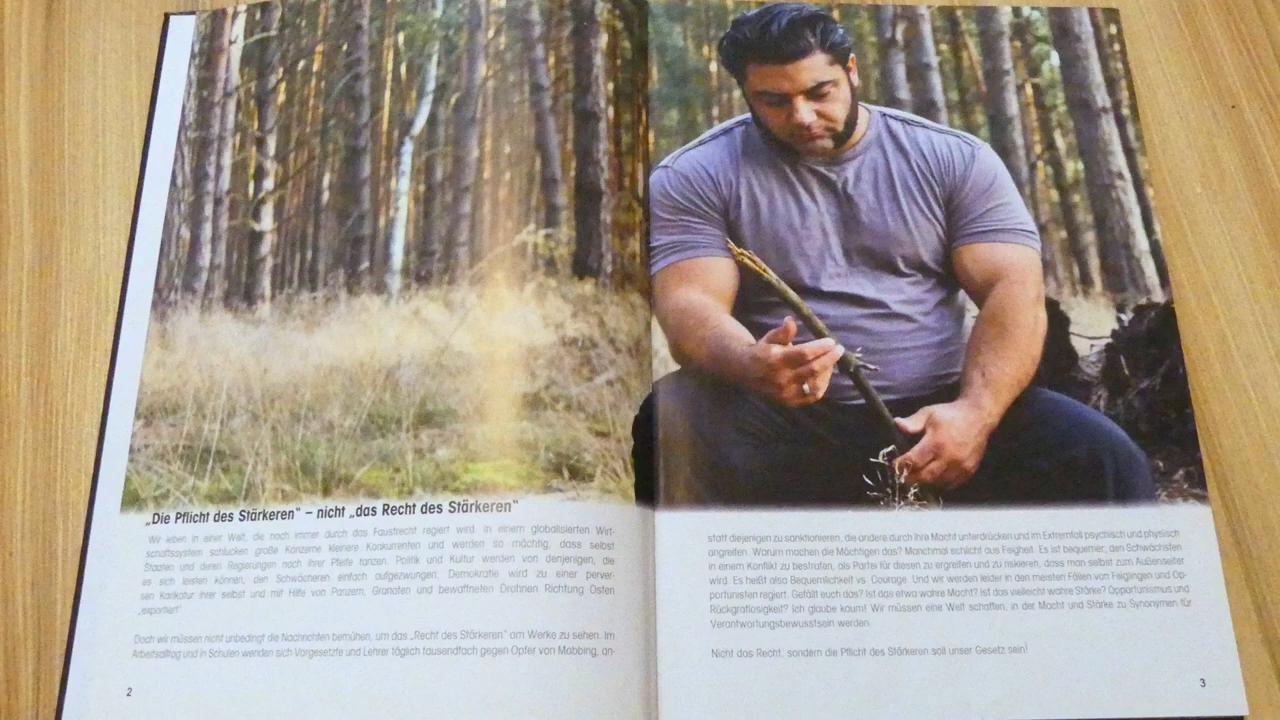 „Die Pflicht des Stärkeren“ – nicht „das Recht des Stärkeren“
Wir leben in einer Welt, die noch immer durch das Faustrecht regiert wird. In einem globalisierten Wirt-
schaftssystem schlucken große Konzerne kleinere Konkurrenten und werden so mächtig, dass selbst
Staaten und deren Regierungen nach ihrer Pfeife tanzen. Politik und Kultur werden von denjenigen, die
es sich leisten können, den Schwächeren einfach aufgezwungen. Demokratie wird zu einer perver-
sen Karikatur ihrer selbst und mit Hilfe von Panzern, Granaten und bewaffneten Drohnen Richtung Osten
„exportiert“
Doch wir müssen nicht unbedingt die Nachrichten bemühen, um das „Recht des Stärkeren“ am Werke zu sehen. Im
Arbeitsalltag und in Schulen wenden sich Vorgesetzte und Lehrer täglich tausendfach gegen Opfer von Mobbing, an-
2
statt diejenigen zu sanktionieren, die andere durch ihre Macht unterdrücken und im Extremfall psychisch und physisch
angreifen. Warum machen die Mächtigen das? Manchmal schlicht aus Feigheit. Es ist bequemer, den Schwächsten
in einem Konflikt zu bestrafen, als Partei für diesen zu ergreifen und zu riskieren, dass man selbst zum Außenseiter
wird. Es heißt also Bequemlichkeit vs. Courage. Und wir werden leider in den meisten Fällen von Feiglingen und Op-
portunisten regiert. Gefällt euch das? Ist das etwa wahre Macht? Ist das vielleicht wahre Stärke? Opportunismus und
Rückgratlosigkeit? Ich glaube kaum! Wir müssen eine Welt schaffen, in der Macht und Stärke zu Synonymen für
Verantwortungsbewusstsein werden.
Nicht das Recht, sondern die Pflicht des Stärkeren soll unser Gesetz sein!
3